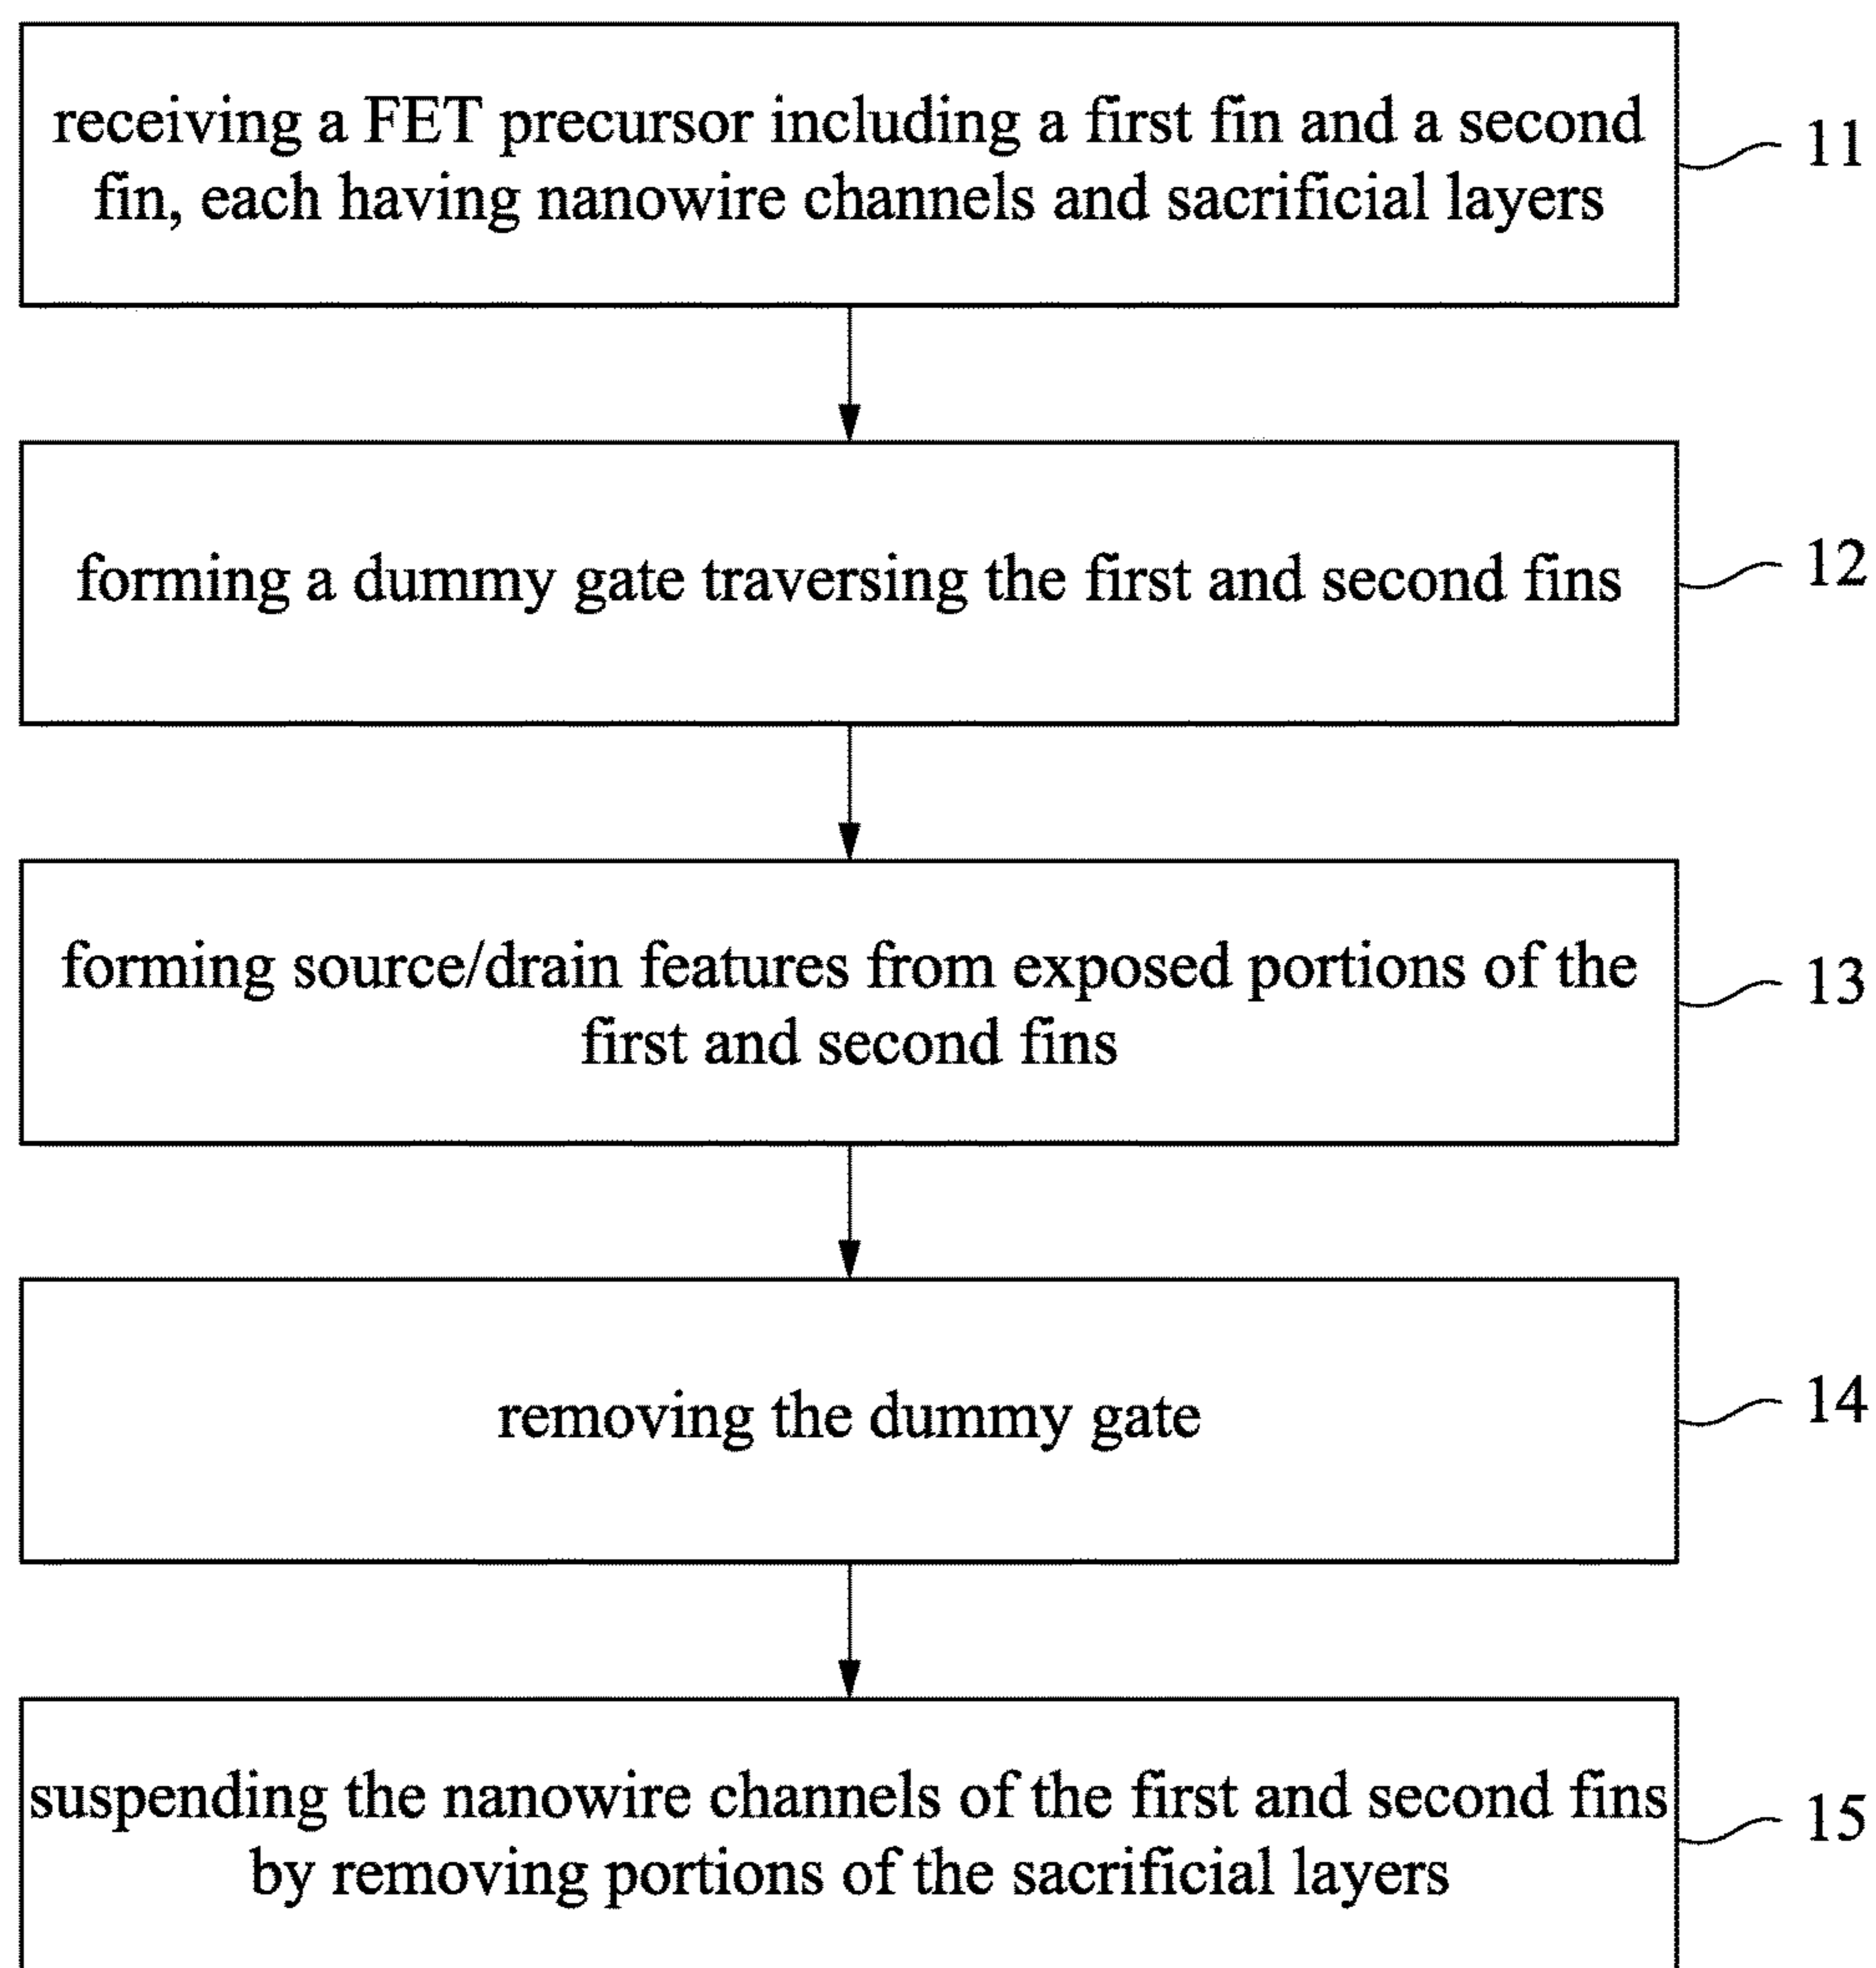 receiving a FET precursor including a first fin and a second
fin, each having nanowire channels and sacrificial layers
11
forming a dummy gate traversing the first and second fins
12
forming source/drain features from exposed portions of the
first and second fins
13
removing the dummy gate
14
suspending the nanowire channels of the first and second fins
by removing portions of the sacrificial layers
15